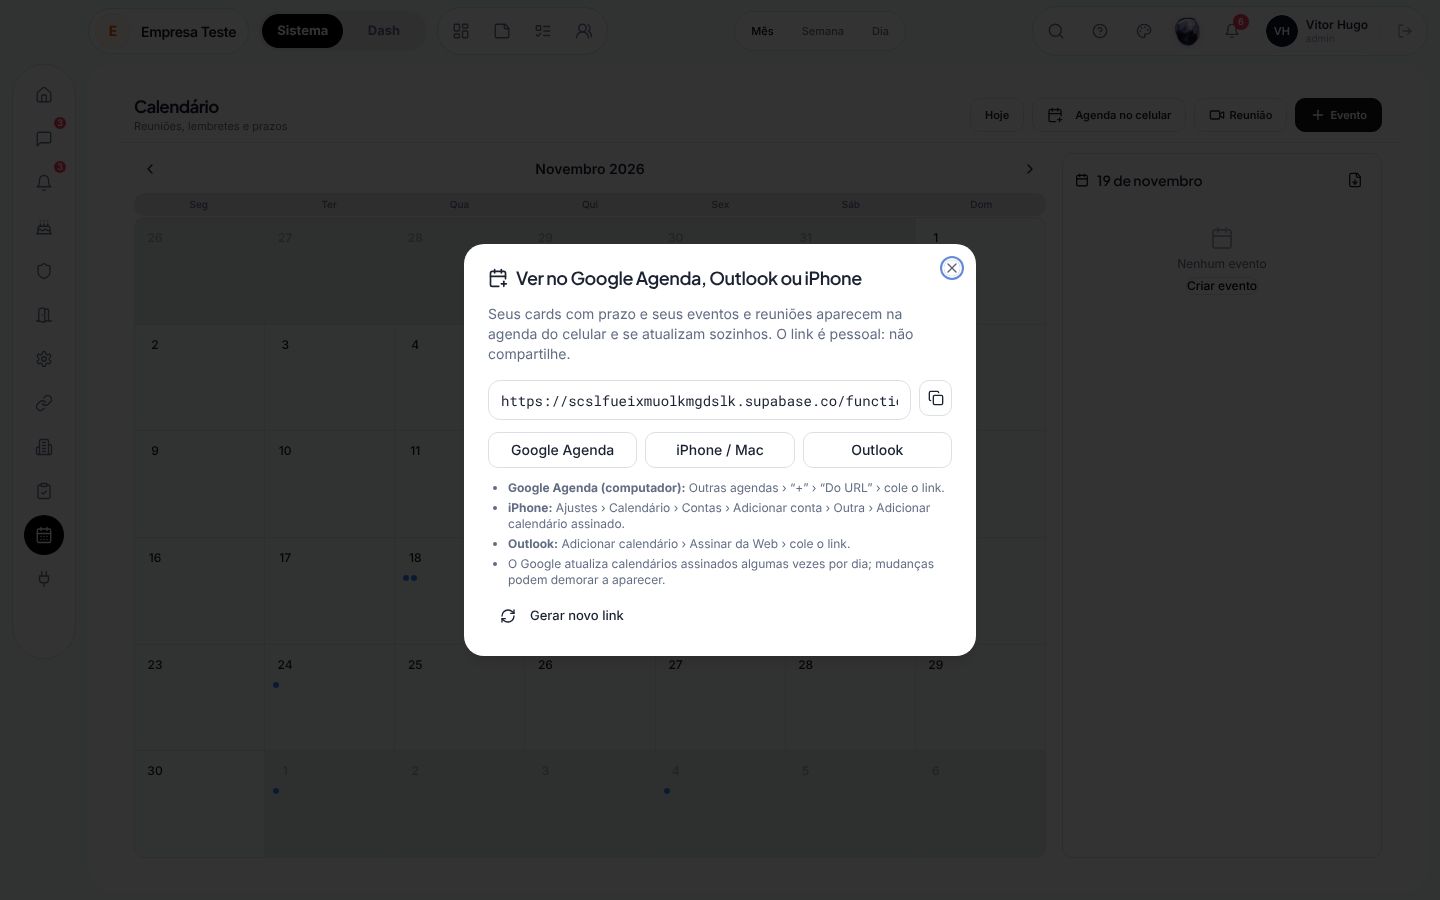 E Empresa Teste
Sistema
Dash
Mês
Semana
Dia
6
VH
Vitor Hugo
admin
3
3
Calendário
Reuniões, lembretes e prazos
Hoje
Agenda no celular
Reunião
Evento
Novembro 2026
Seg Ter Qua Qui Sex Sáb Dom
26 27 28 29 30 31 1
2 3 4
9 10 11
16 17 18
23 24 25 26 27 28 29
30 1 2 3 4 5 6
19 de novembro
Nenhum evento
Criar evento
Ver no Google Agenda, Outlook ou iPhone
Seus cards com prazo e seus eventos e reuniões aparecem na
agenda do celular e se atualizam sozinhos. O link é pessoal: não
compartilhe.
https://scslfueixmuolkmgdslk.supabase.co/functi
Google Agenda
iPhone / Mac
Outlook
• Google Agenda (computador): Outras agendas › “+” › “Do URL” › cole o link.
• iPhone: Ajustes › Calendário › Contas › Adicionar conta › Outra › Adicionar
calendário assinado.
• Outlook: Adicionar calendário › Assinar da Web › cole o link.
• O Google atualiza calendários assinados algumas vezes por dia; mudanças
podem demorar a aparecer.
Gerar novo link